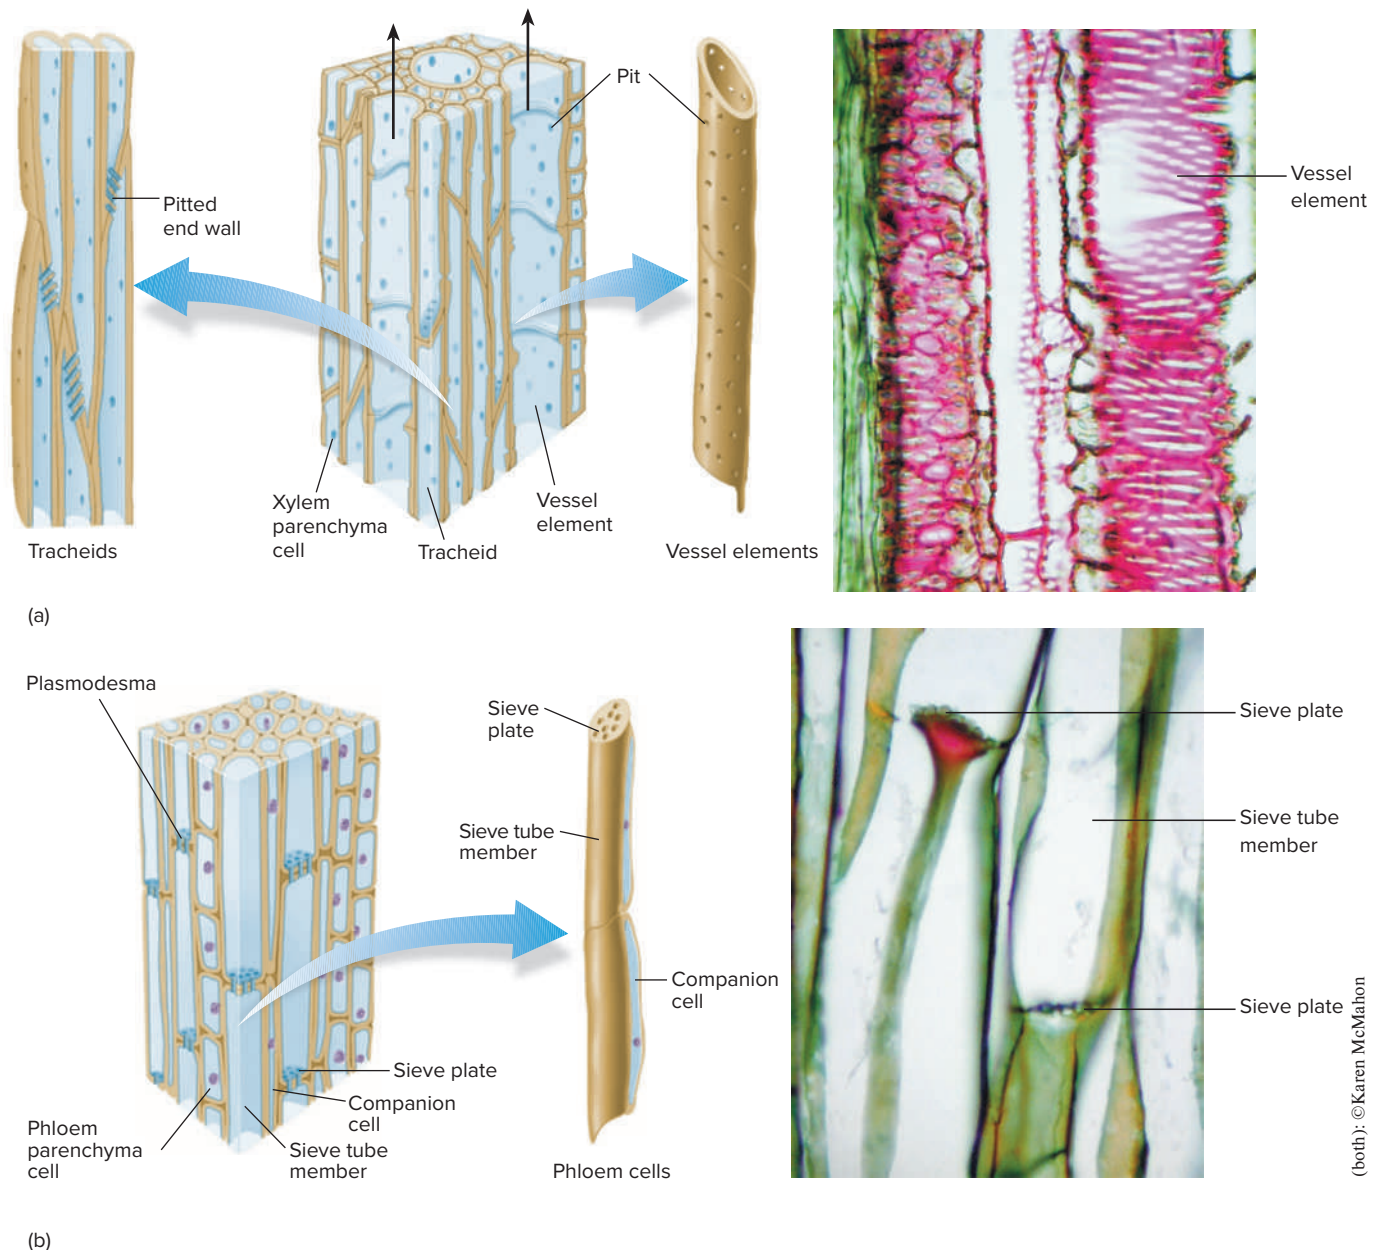 Pit
Pitted
end wall
Vessel
element
Xylem
parenchyma
cell
Tracheid
Vessel
element
Tracheids
Vessel elements
(a)
Plasmodesma
Sieve
plate
Sieve tube
member
Companion
cell
Sieve plate
Companion
cell
Sieve tube
member
Phloem
parenchyma
cell
Phloem cells
Sieve plate
Sieve tube
member
Sieve plate
(both): ©Karen McMahon
(b)